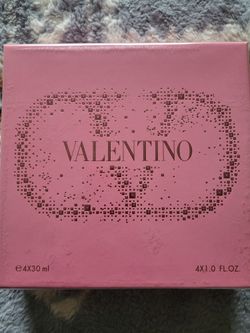 VALENTINO
℮4X30 ml 4X1.0 FL.OZ.